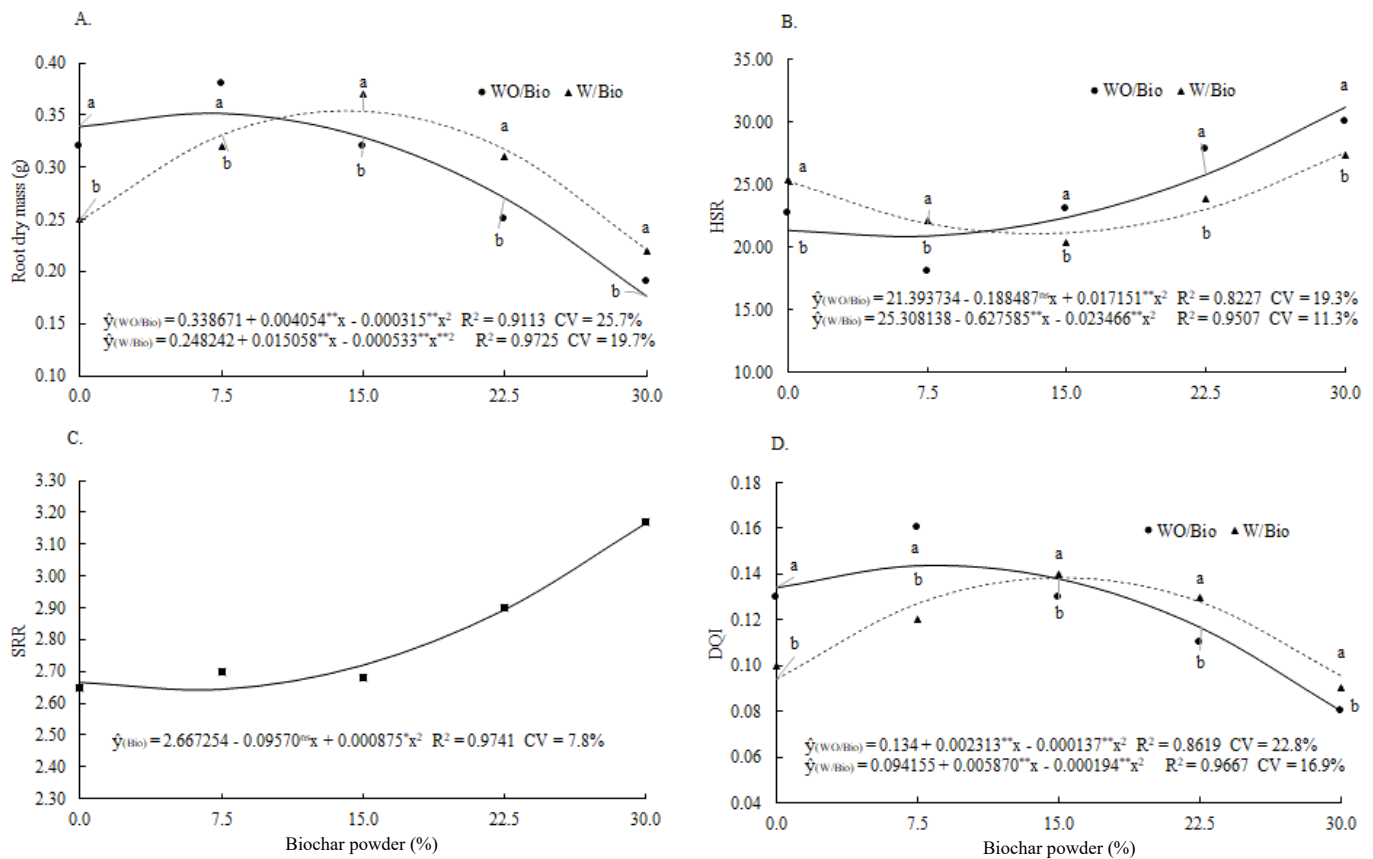 A.
0.40
0.35
0.30
0.25
0.20
0.15
0.10
Root dry mass (g)
WO/Bio W/Bio
a
b
a
b
a
b
a
b
a
b
ŷ(WO/Bio) = 0.338671 + 0.004054**x - 0.000315**x² R² = 0.9113 CV = 25.7%
ŷ(W/Bio) = 0.248242 + 0.015058**x - 0.000533**x**² R² = 0.9725 CV = 19.7%
0.0 7.5 15.0 22.5 30.0
B.
35.00
30.00
25.00
20.00
15.00
10.00
HSR
WO/Bio W/Bio
a
b
a
b
a
b
a
b
a
b
ŷ(WO/Bio) = 21.393734 - 0.188487ⁿˢx + 0.017151**x² R² = 0.8227 CV = 19.3%
ŷ(W/Bio) = 25.308138 - 0.627585**x - 0.023466**x² R² = 0.9507 CV = 11.3%
0.0 7.5 15.0 22.5 30.0
C.
3.30
3.20
3.10
3.00
2.90
2.80
2.70
2.60
2.50
2.40
2.30
SRR
ŷ(Bio) = 2.667254 - 0.09570ⁿˢx + 0.000875*x² R² = 0.9741 CV = 7.8%
0.0 7.5 15.0 22.5 30.0
Biochar powder (%)
D.
0.18
0.16
0.14
0.12
0.10
0.08
0.06
0.04
DQI
WO/Bio W/Bio
a
b
a
b
a
b
a
b
a
b
ŷ(WO/Bio) = 0.134 + 0.002313**x - 0.000137**x² R² = 0.8619 CV = 22.8%
ŷ(W/Bio) = 0.094155 + 0.005870**x - 0.000194**x² R² = 0.9667 CV = 16.9%
0.0 7.5 15.0 22.5 30.0
Biochar powder (%)